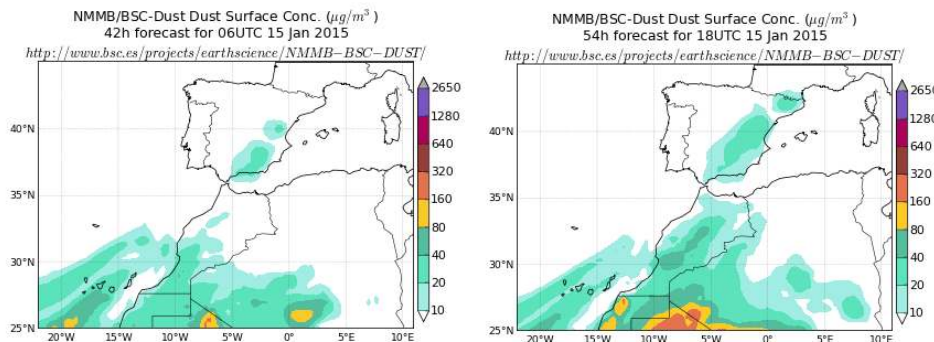 NMMB/BSC-Dust Dust Surface Conc. (µg/m³)
42h forecast for 06UTC 15 Jan 2015
http://www.bsc.es/projects/earthscience/NMMB-BSC-DUST/
40°N
35°N
30°N
25°N
20°W
15°W
10°W
5°W
0°E
5°E
10°E
2650
1280
640
320
160
80
40
20
10
NMMB/BSC-Dust Dust Surface Conc. (µg/m³)
54h forecast for 18UTC 15 Jan 2015
http://www.bsc.es/projects/earthscience/NMMB-BSC-DUST/
40°N
35°N
30°N
25°N
20°W
15°W
10°W
5°W
0°E
5°E
10°E
2650
1280
640
320
160
80
40
20
10